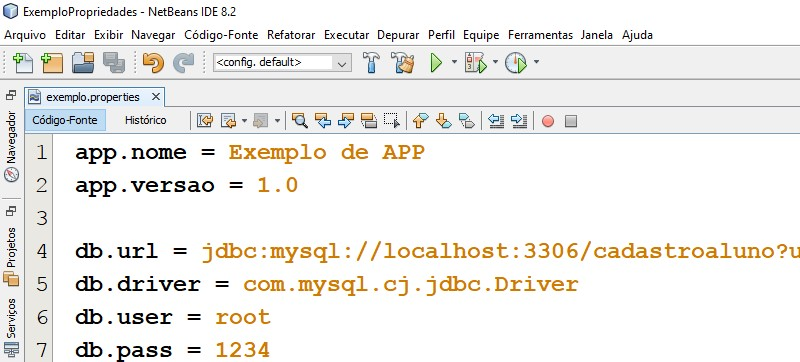 ExemploPropriedades - NetBeans IDE 8.2
Arquivo Editar Exibir Navegar Código-Fonte Refatorar Executar Depurar Perfil Equipe Ferramentas Janela Ajuda
<config. default>
exemplo.properties
Código-Fonte Histórico
Navegador
Projetos
Serviços
1 app.nome = Exemplo de APP
2 app.versao = 1.0
3
4 db.url = jdbc:mysql://localhost:3306/cadastroaluno?u
5 db.driver = com.mysql.cj.jdbc.Driver
6 db.user = root
7 db.pass = 1234